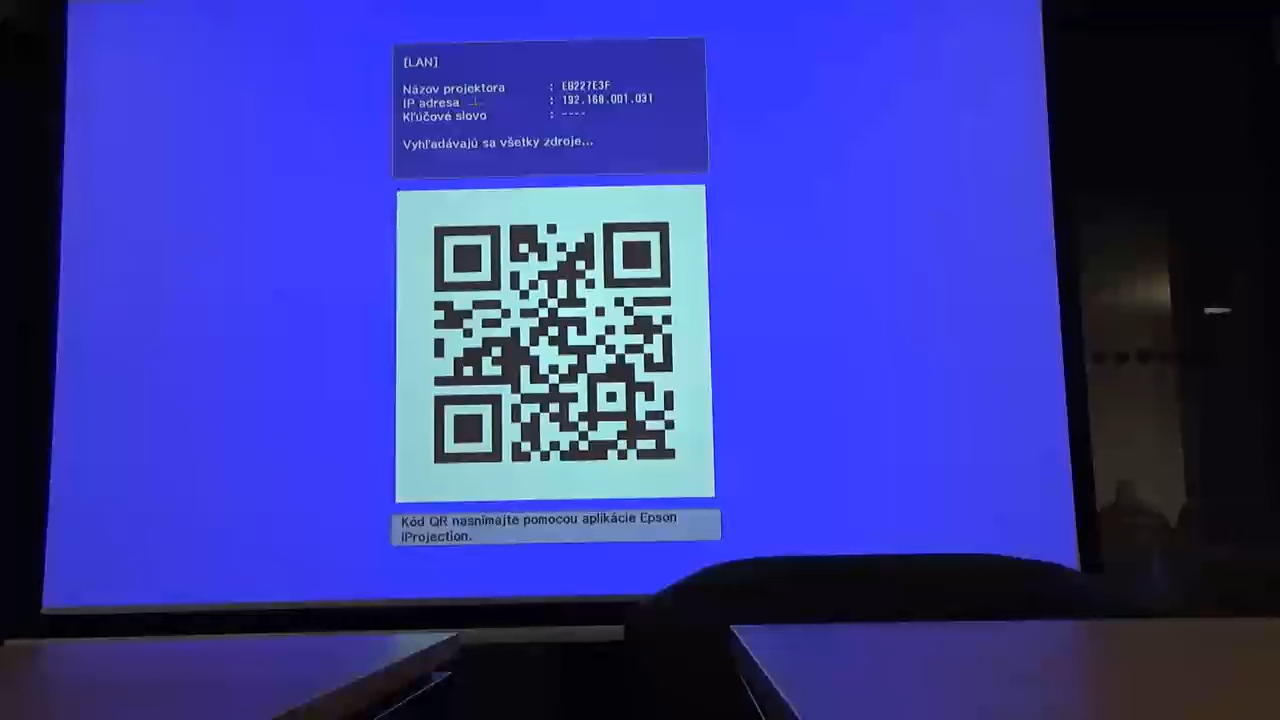 [LAN]
Názov projektora : EB227E3F
IP adresa : 192.168.001.031
Kľúčové slovo : ----
Vyhľadávajú sa všetky zdroje...
Kód QR nasnímajte pomocou aplikácie Epson
iProjection.